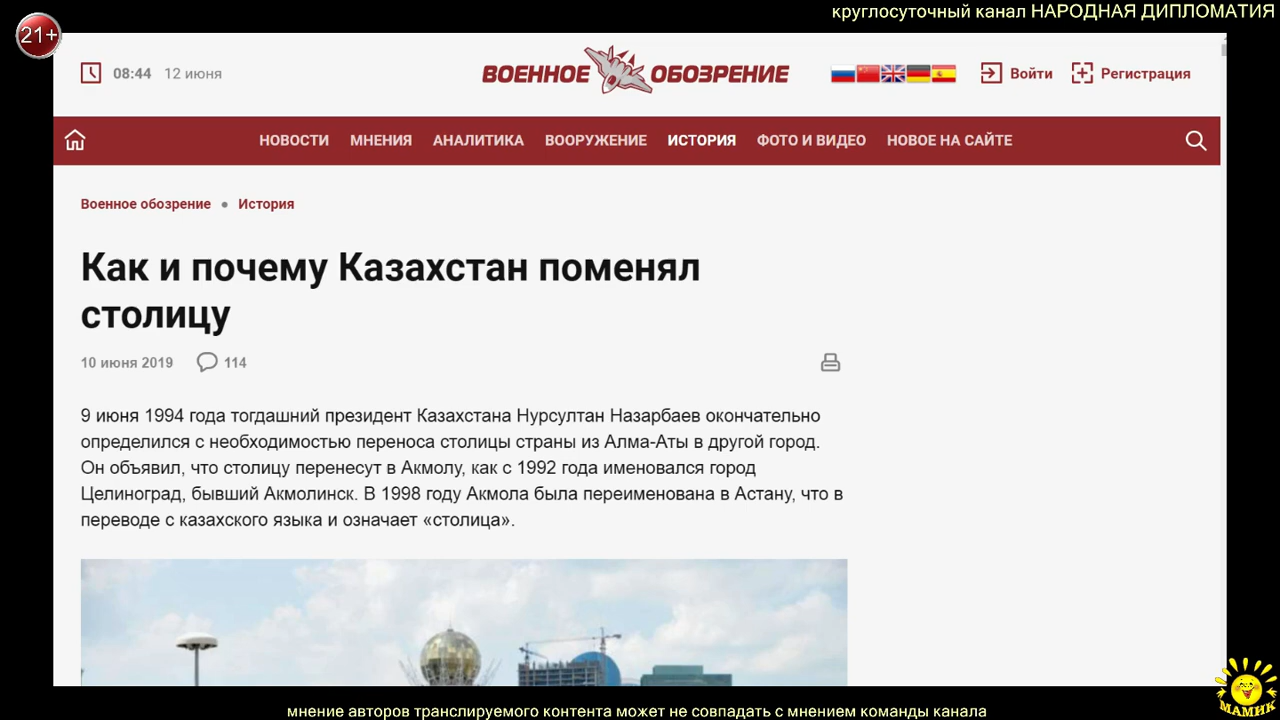 круглосуточный канал НАРОДНАЯ ДИПЛОМАТИЯ
21+
08:44 12 июня
ВОЕННОЕ ОБОЗРЕНИЕ
Войти
Регистрация
НОВОСТИ МНЕНИЯ АНАЛИТИКА ВООРУЖЕНИЕ ИСТОРИЯ ФОТО И ВИДЕО НОВОЕ НА САЙТЕ
Военное обозрение • История
Как и почему Казахстан поменял
столицу
10 июня 2019 114
9 июня 1994 года тогдашний президент Казахстана Нурсултан Назарбаев окончательно
определился с необходимостью переноса столицы страны из Алма-Аты в другой город.
Он объявил, что столицу перенесут в Акмолу, как с 1992 года именовался город
Целиноград, бывший Акмолинск. В 1998 году Акмола была переименована в Астану, что в
переводе с казахского языка и означает «столица».
МАМИК
мнение авторов транслируемого контента может не совпадать с мнением команды канала